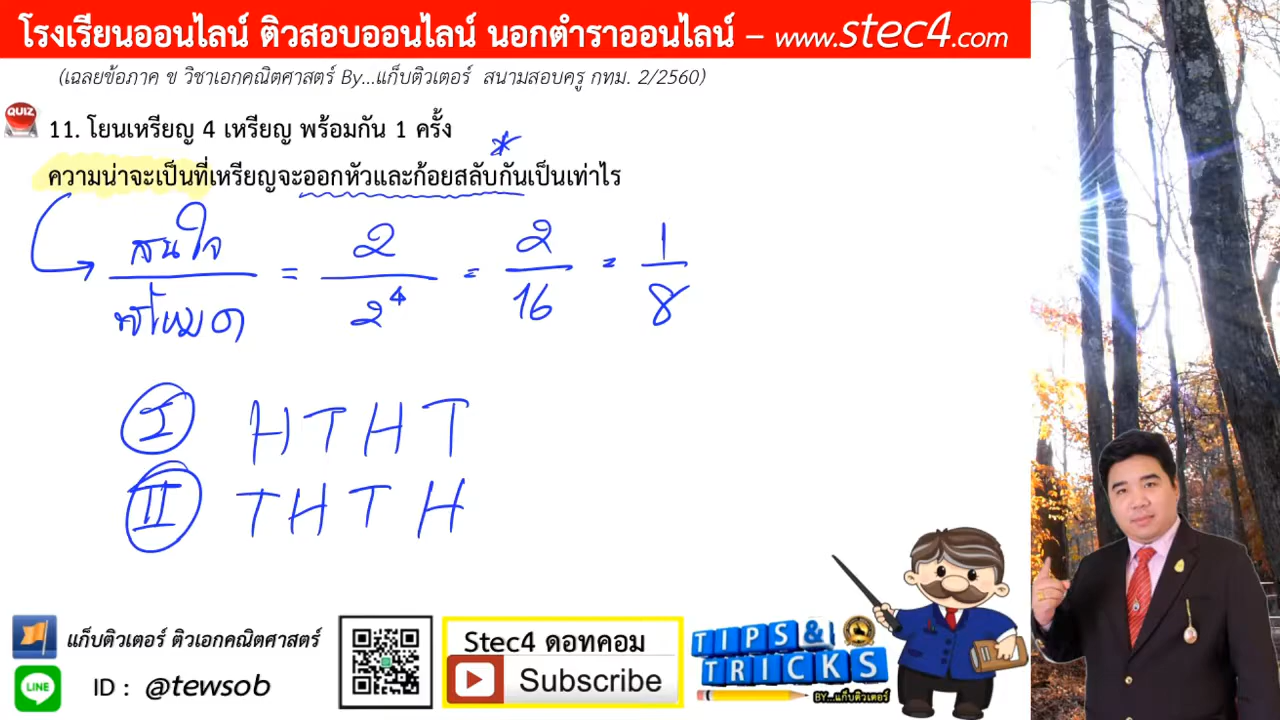 โรงเรียนออนไลน์ ติวสอบออนไลน์ นอกตำราออนไลน์ – www.stec4.com
(เฉลยข้อภาค ข วิชาเอกคณิตศาสตร์ By...แก็บติวเตอร์ สนามสอบครู กทม. 2/2560)
QUIZ
11. โยนเหรียญ 4 เหรียญ พร้อมกัน 1 ครั้ง
*
ความน่าจะเป็นที่เหรียญจะออกหัวและก้อยสลับกันเป็นเท่าไร
สนใจ / ทั้งหมด = 2 / 2⁴ = 2 / 16 = 1 / 8
I H T H T
II T H T H
แก็บติวเตอร์ ติวเอกคณิตศาสตร์
LINE
ID : @tewsob
Stec4 ดอทคอม
Subscribe
TIPS &
TRICKS
BY...แก็บติวเตอร์